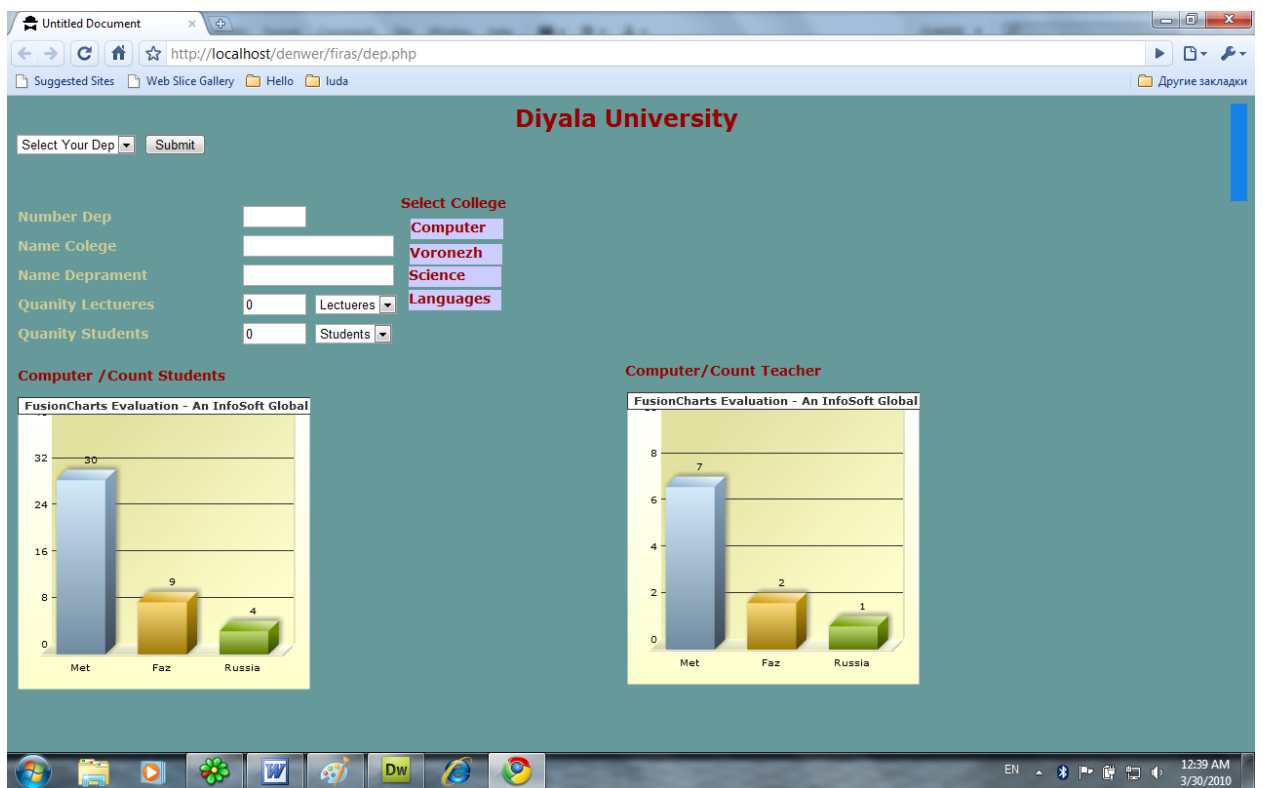 Untitled Document
http://localhost/denwer/firas/dep.php
Suggested Sites Web Slice Gallery Hello luda Другие закладки
Diyala University
Select Your Dep Submit
Select College
Number Dep
Computer
Name Colege
Voronezh
Name Deprament
Science
Quanity Lectueres 0 Lectueres
Languages
Quanity Students 0 Students
Computer /Count Students
FusionCharts Evaluation - An InfoSoft Global
32
24
16
8
0
30
9
4
Met Faz Russia
Computer/Count Teacher
FusionCharts Evaluation - An InfoSoft Global
8
6
4
2
0
7
2
1
Met Faz Russia
W
Dw
EN
12:39 AM
3/30/2010